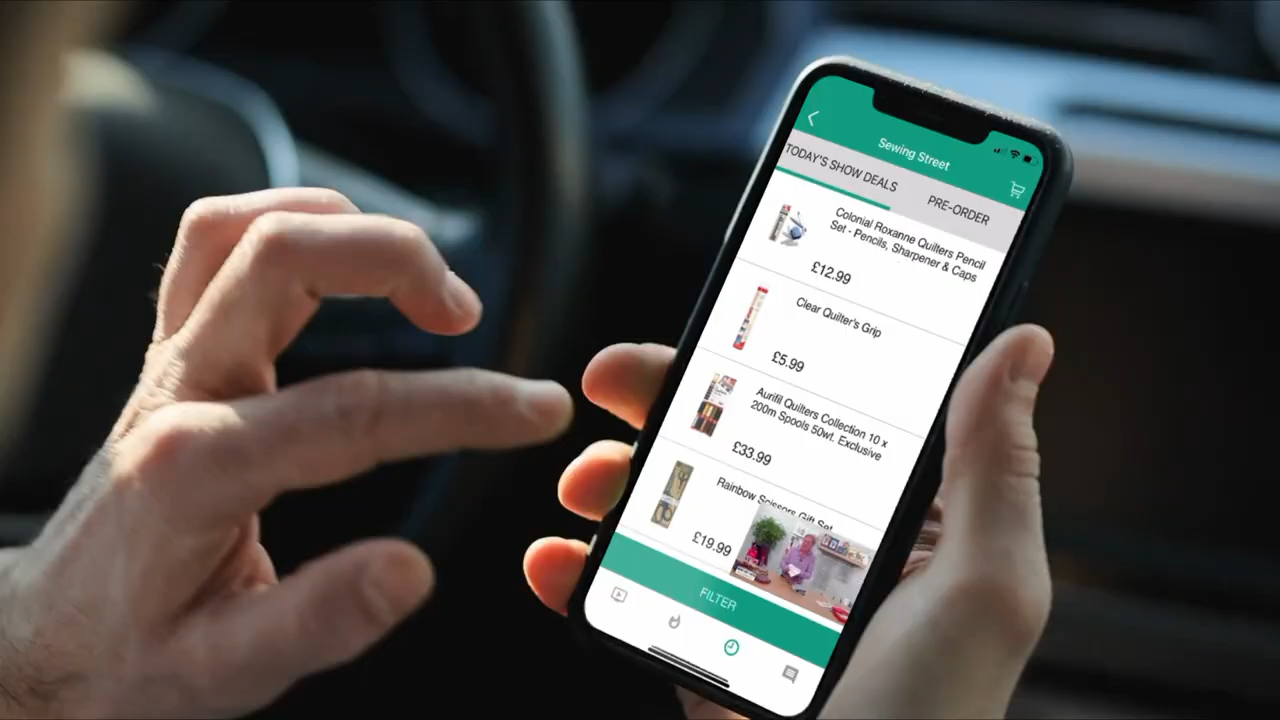 Sewing Street
TODAY'S SHOW DEALS
PRE-ORDER
Colonial Roxanne Quilters Pencil
Set - Pencils, Sharpener & Caps
£12.99
Clear Quilter's Grip
£5.99
Aurifil Quilters Collection 10 x
200m Spools 50wt. Exclusive
£33.99
Rainbow Scissors Gift Set
£19.99
FILTER